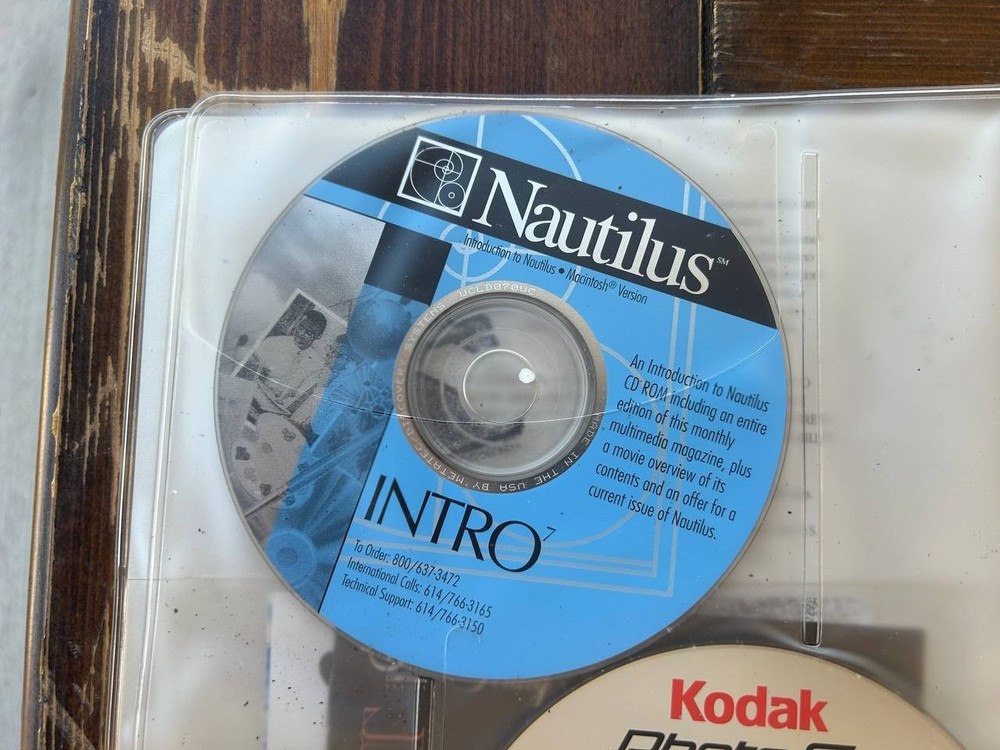 Nautilus SM
Introduction to Nautilus • Macintosh® Version
An Introduction to Nautilus
CD ROM including an entire
edition of this monthly
multimedia magazine, plus
a movie overview of its
contents and an offer for a
current issue of Nautilus.
INTRO 7
To Order: 800/637-3472
International Calls: 614/766-3165
Technical Support: 614/766-3150
MADE IN THE USA BY METATEC/DISCOVERY SYSTEMS
Kodak
Photo